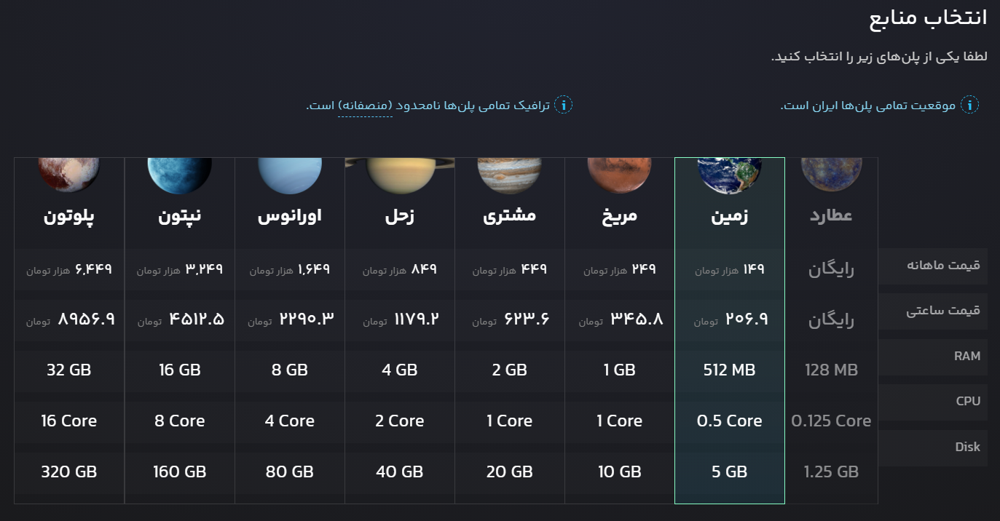 انتخاب منابع
لطفا یکی از پلن‌های زیر را انتخاب کنید.
موقعیت تمامی پلن‌ها ایران است.
ترافیک تمامی پلن‌ها نامحدود (منصفانه) است.
عطارد زمین مریخ مشتری زحل اورانوس نپتون پلوتون
قیمت ماهانه رایگان ۱۴۹ هزار تومان ۲۴۹ هزار تومان ۴۴۹ هزار تومان ۸۴۹ هزار تومان ۱,۶۴۹ هزار تومان ۳,۲۴۹ هزار تومان ۶,۴۴۹ هزار تومان
قیمت ساعتی رایگان ۲۰۶.۹ تومان ۳۴۵.۸ تومان ۶۲۳.۶ تومان ۱۱۷۹.۲ تومان ۲۲۹۰.۳ تومان ۴۵۱۲.۵ تومان ۸۹۵۶.۹ تومان
RAM 128 MB 512 MB 1 GB 2 GB 4 GB 8 GB 16 GB 32 GB
CPU 0.125 Core 0.5 Core 1 Core 1 Core 2 Core 4 Core 8 Core 16 Core
Disk 1.25 GB 5 GB 10 GB 20 GB 40 GB 80 GB 160 GB 320 GB